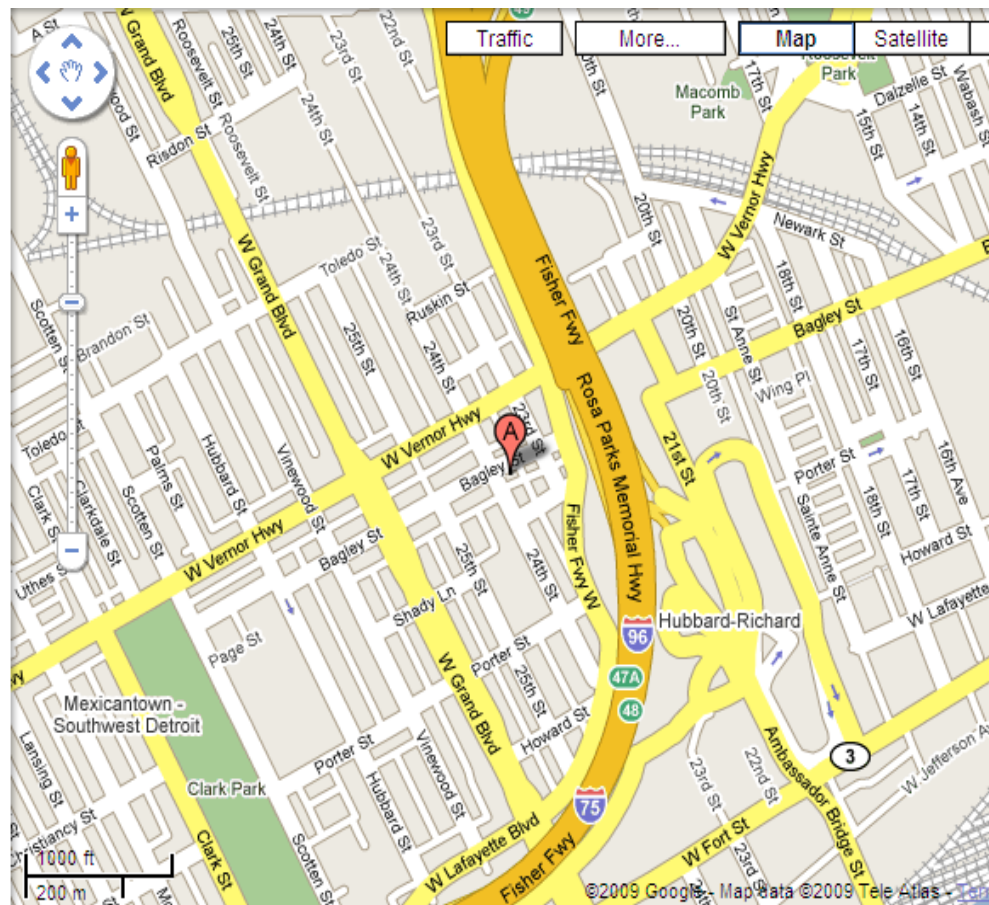 Traffic
More...
Map
Satellite
A St
W Grand Blvd
Roosevelt St
25th St
24th St
23rd St
22nd St
Macomb
Park
17th St
Park
Dalzelle St
Wabash St
15th St
14th St
Risdon St
Roosevelt St
W Grand Blvd
Toledo St
24th St
23rd St
20th St
W Vernor Hwy
Newark St
Scotten St
Brandon St
Ruskin St
Fisher Fwy
18th St
St Anne St
Bagley St
25th St
24th St
20th St
17th St
16th St
Wing Pl
20th St
Toledo St
W Vernor Hwy
23rd St
A
Rosa Parks Memorial Hwy
21st St
Palms St
Hubbard St
Vinewood St
Bagley St
Porter St
16th Ave
Clark St
Clarkdale St
Scotten St
17th St
18th St
Howard St
Sainte Anne St
Uthes St
W Vernor Hwy
Bagley St
25th St
24th St
Fisher Fwy W
Shady Ln
W Lafayette
Page St
Porter St
96
Hubbard-Richard
47A
48
Mexicantown -
Southwest Detroit
W Grand Blvd
25th St
Howard St
3
Lansing St
Porter St
Vinewood St
Hubbard St
Clark Park
Ambassador Bridge St
23rd St
22nd St
W Jefferson Av
75
Christiancy St
Clark St
Scotten St
W Lafayette Blvd
Fisher Fwy
W Fort St
23rd St
1000 ft
200 m
©2009 Google - Map data ©2009 Tele Atlas -